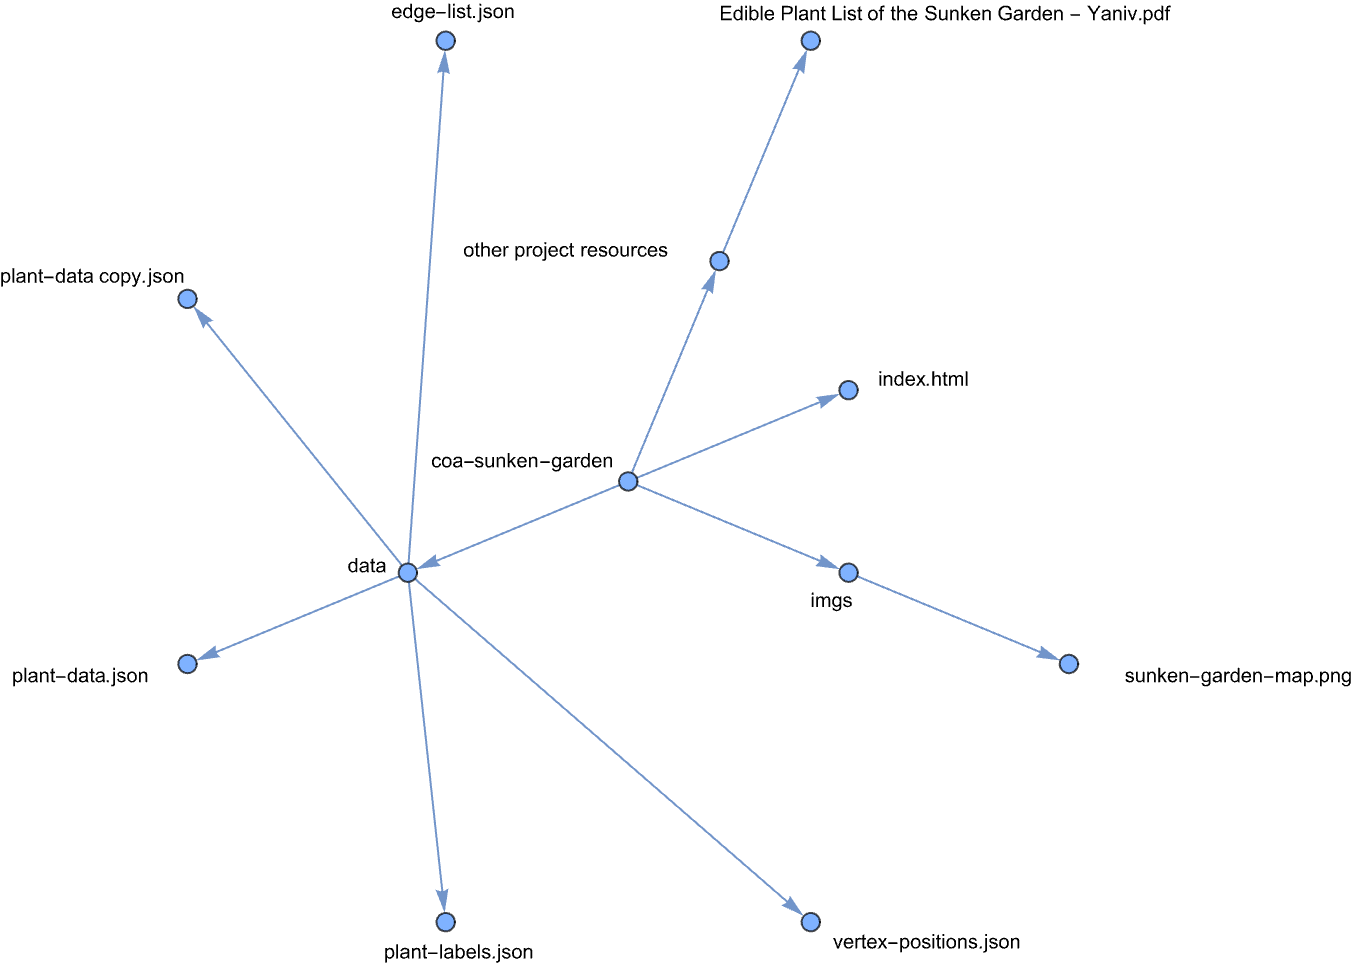 edge-list.json
Edible Plant List of the Sunken Garden - Yaniv.pdf
other project resources
plant-data copy.json
index.html
coa-sunken-garden
data
imgs
plant-data.json
sunken-garden-map.png
plant-labels.json
vertex-positions.json